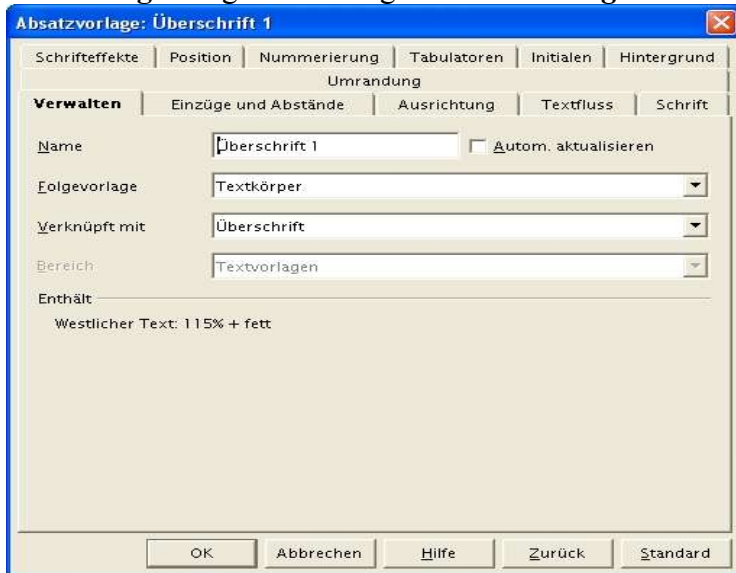 Absatzvorlage: Überschrift 1
Schrifteffekte Position Nummerierung Tabulatoren Initialen Hintergrund
Umrandung
Verwalten Einzüge und Abstände Ausrichtung Textfluss Schrift
Name Überschrift 1 Autom. aktualisieren
Folgevorlage Textkörper
Verknüpft mit Überschrift
Bereich Textvorlagen
Enthält
Westlicher Text: 115% + fett
OK Abbrechen Hilfe Zurück Standard